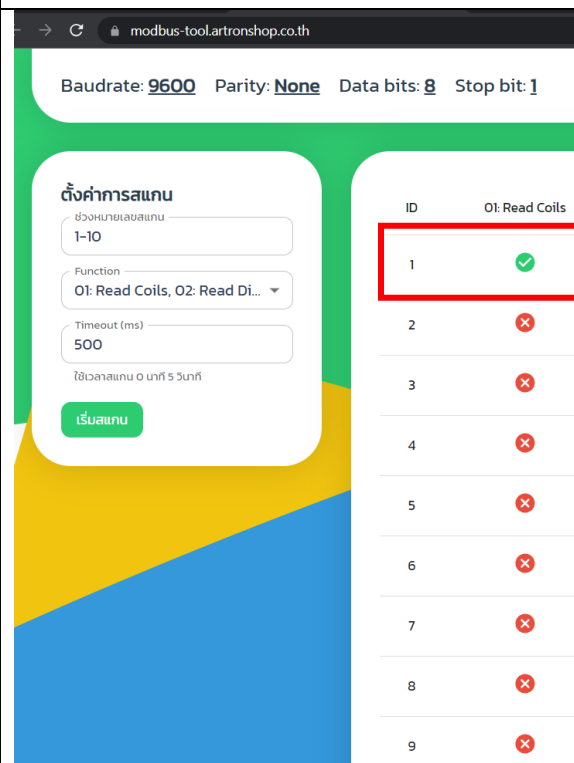 modbus-tool.artronshop.co.th
Baudrate: 9600 Parity: None Data bits: 8 Stop bit: 1
ตั้งค่าการสแกน
ช่วงหมายเลขสแกน
1-10
Function
01: Read Coils, 02: Read Di...
Timeout (ms)
500
ใช้เวลาสแกน 0 นาที 5 วินาที
เริ่มสแกน
ID 01: Read Coils
1
2
3
4
5
6
7
8
9